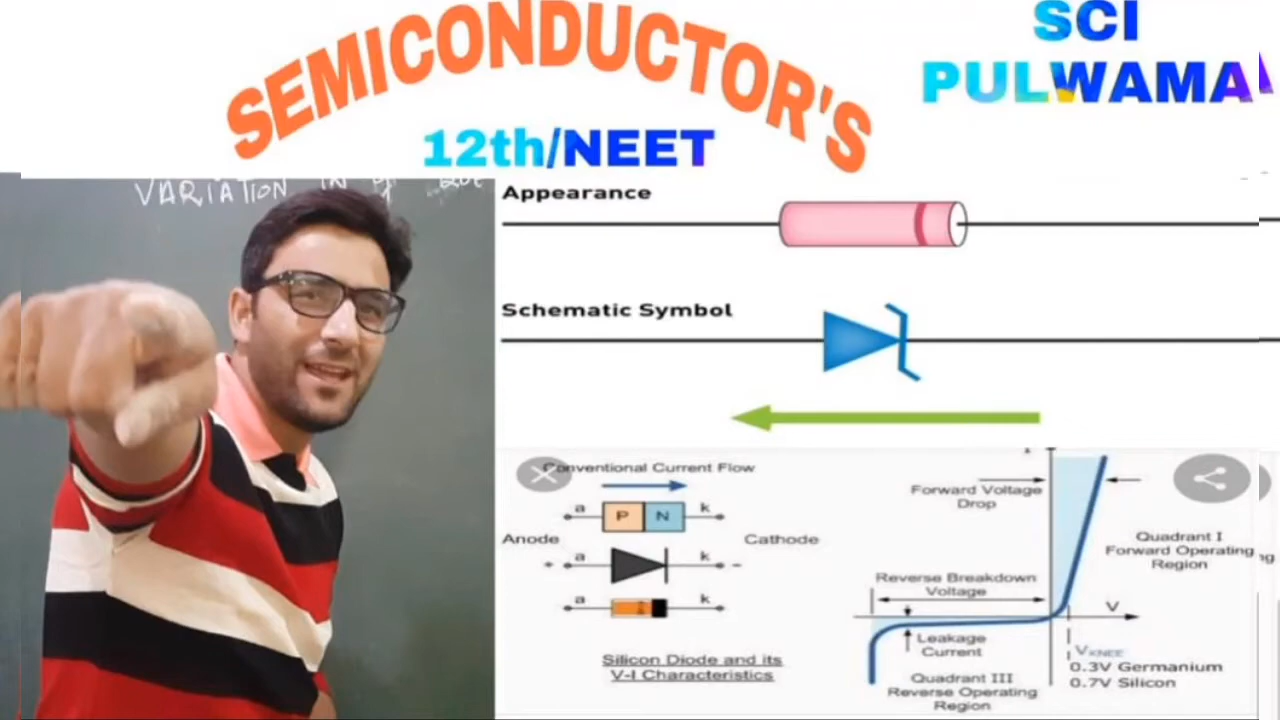 SEMICONDUCTOR'S
SCI
PULWAMA
12th/NEET
VARIATION IN
Appearance
Schematic Symbol
Conventional Current Flow
a P N k
Anode
Cathode
+ a k -
a k
Silicon Diode and its
V-I Characteristics
Forward Voltage
Drop
Quadrant I
Forward Operating
Region
Reverse Breakdown
Voltage
V
Leakage
Current
VKNEE
0.3V Germanium
0.7V Silicon
Quadrant III
Reverse Operating
Region
ng